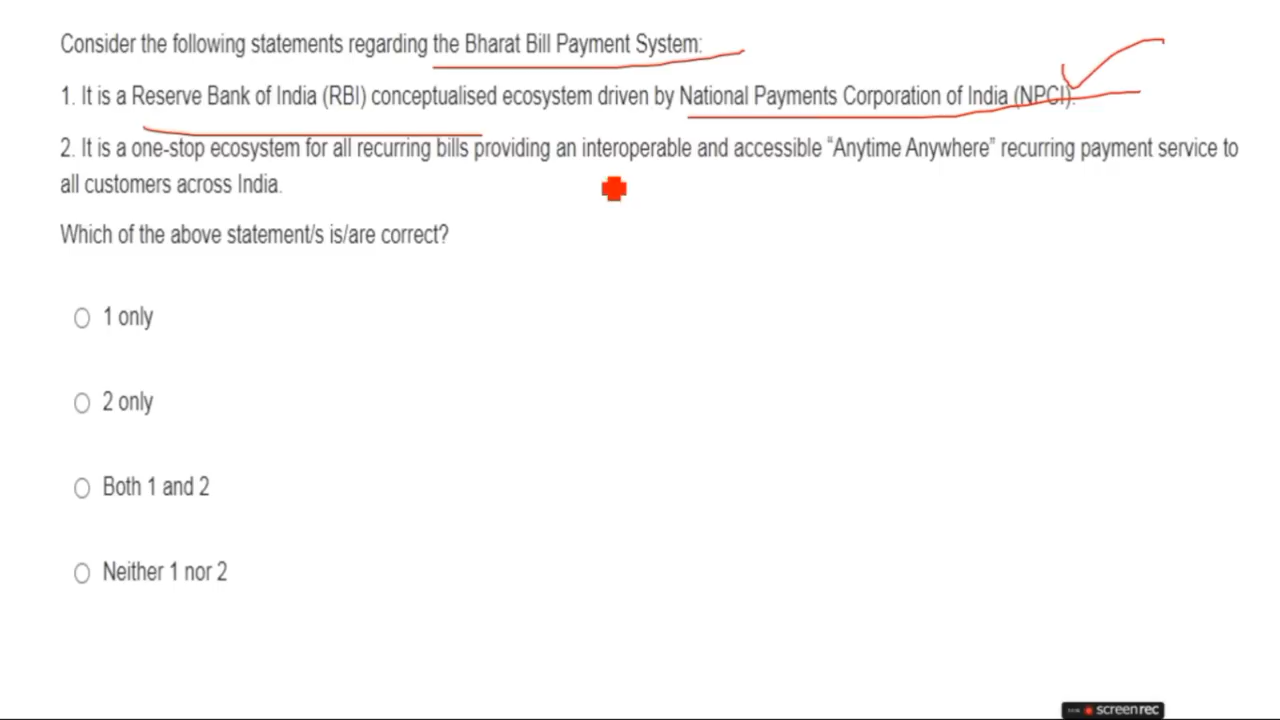 Consider the following statements regarding the Bharat Bill Payment System:
1. It is a Reserve Bank of India (RBI) conceptualised ecosystem driven by National Payments Corporation of India (NPCI).
2. It is a one-stop ecosystem for all recurring bills providing an interoperable and accessible “Anytime Anywhere” recurring payment service to
all customers across India.
Which of the above statement/s is/are correct?
1 only
2 only
Both 1 and 2
Neither 1 nor 2
screenrec